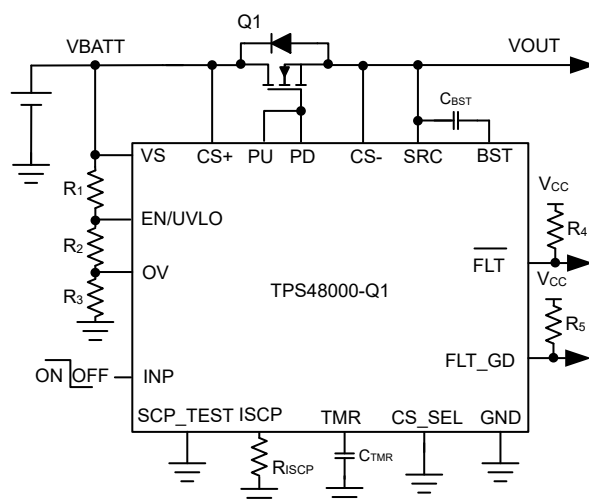 Q1
VBATT
VOUT
CBST
VS
CS+
PU
PD
CS-
SRC
BST
R1
EN/UVLO
R2
OV
R3
TPS48000-Q1
VCC
R4
FLT
VCC
R5
FLT_GD
ON OFF
INP
SCP_TEST
ISCP
TMR
CS_SEL
GND
RISCP
CTMR